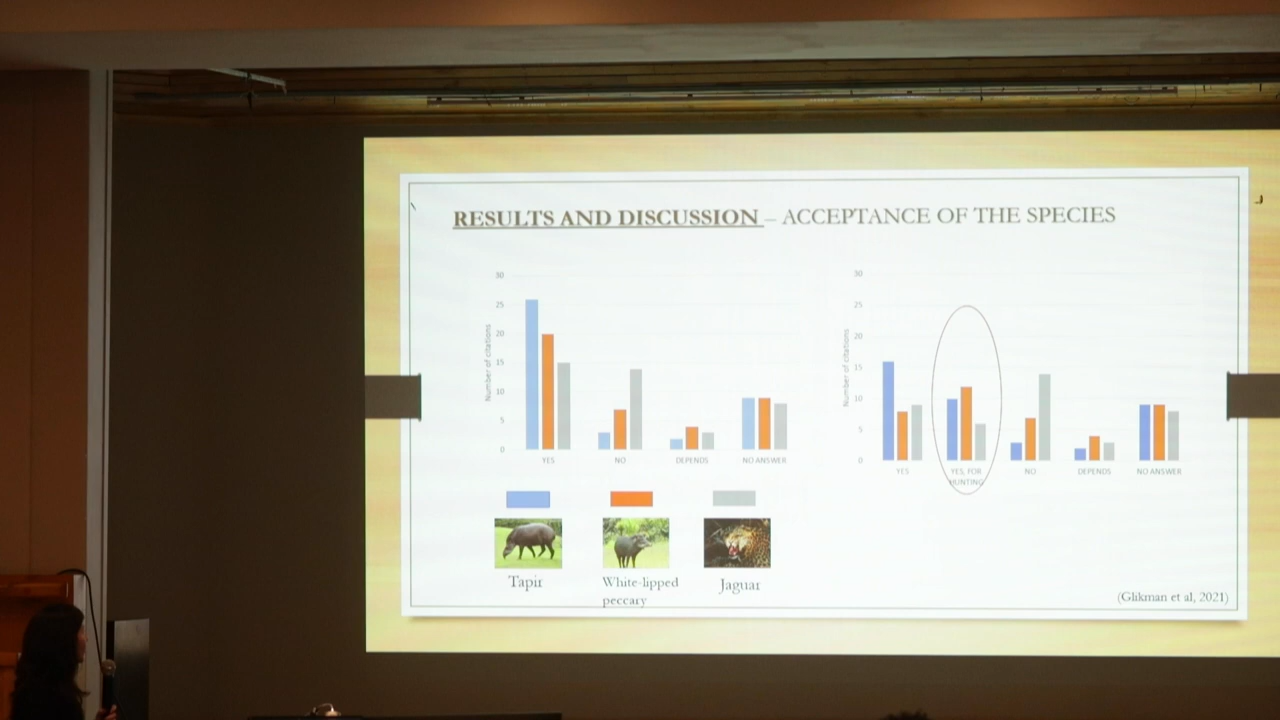 RESULTS AND DISCUSSION – ACCEPTANCE OF THE SPECIES
Number of citations
30
25
20
15
10
5
0
YES
NO
DEPENDS
NO ANSWER
Number of citations
30
25
20
15
10
5
0
YES
YES, FOR
HUNTING
NO
DEPENDS
NO ANSWER
Tapir
White-lipped
peccary
Jaguar
(Glikman et al, 2021)